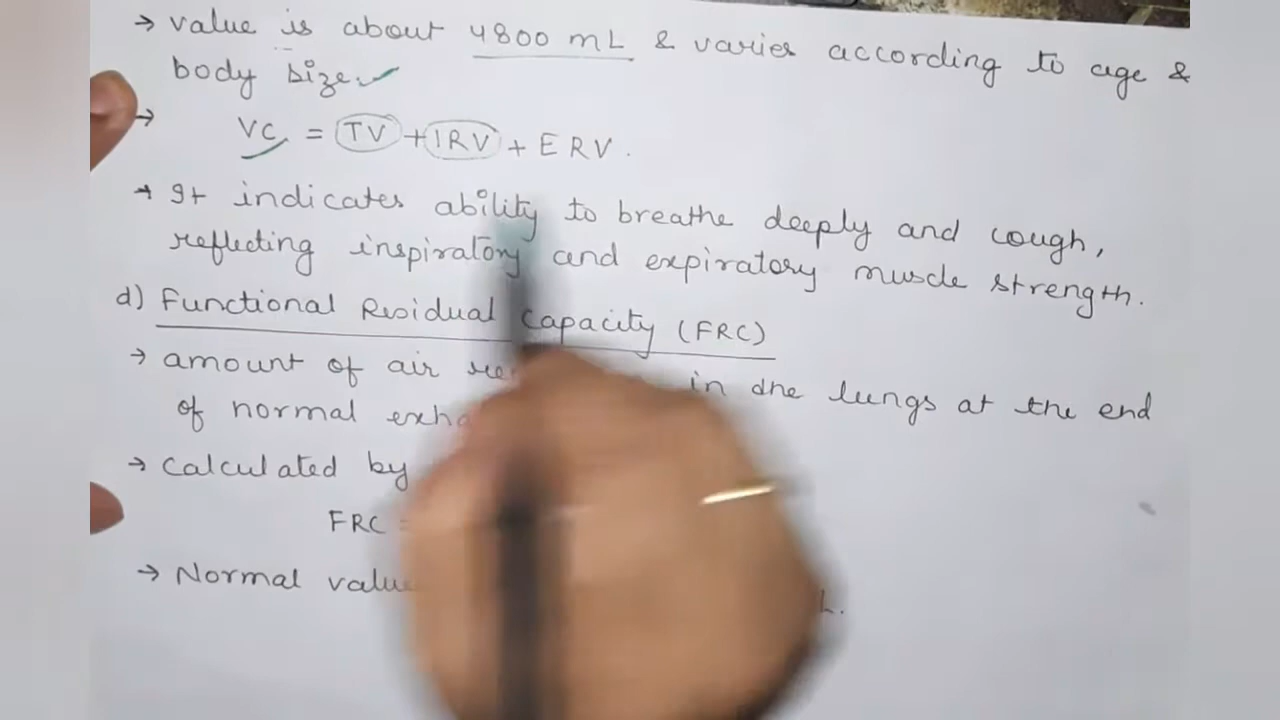 → value is about 4800 mL & varies according to age &
body size.
→ VC = TV + IRV + ERV.
→ It indicates ability to breathe deeply and cough,
reflecting inspiratory and expiratory muscle strength.
d) Functional Residual Capacity (FRC)
→ amount of air in the lungs at the end
of normal
→ calculated by
FRC =
→ Normal
L.